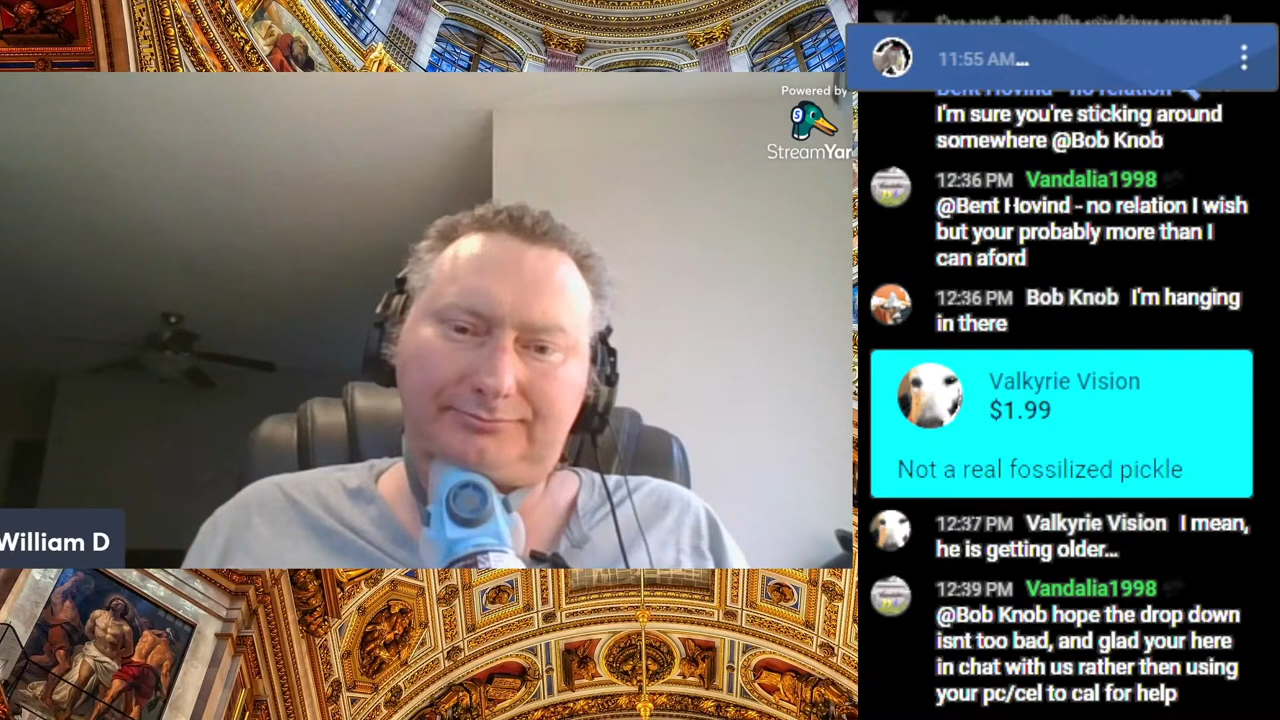 Powered by
StreamYar
William D
11:55 AM...
I'm sure you're sticking around
somewhere @Bob Knob
12:36 PM Vandalia1998
@Bent Hovind - no relation I wish
but your probably more than I
can aford
12:36 PM Bob Knob I'm hanging
in there
Valkyrie Vision
$1.99
Not a real fossilized pickle
12:37 PM Valkyrie Vision I mean,
he is getting older...
12:39 PM Vandalia1998
@Bob Knob hope the drop down
isnt too bad, and glad your here
in chat with us rather then using
your pc/cel to cal for help